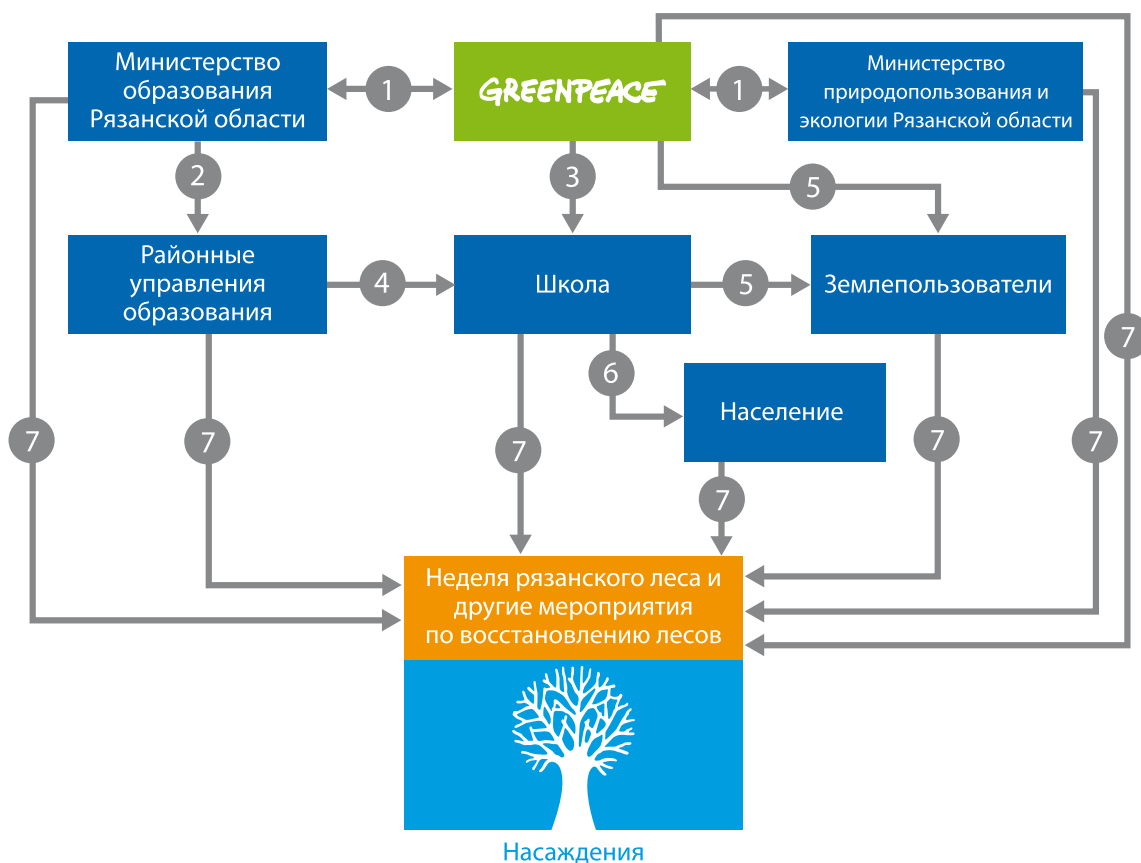 Министерство
образования
Рязанской области
1
GREENPEACE
1
Министерство
природопользования и
экологии Рязанской области
2
3
5
Районные
управления
образования
4
Школа
5
Землепользователи
7
6
Население
7
7
7
7
7
7
Неделя рязанского леса и
другие мероприятия
по восстановлению лесов
Насаждения